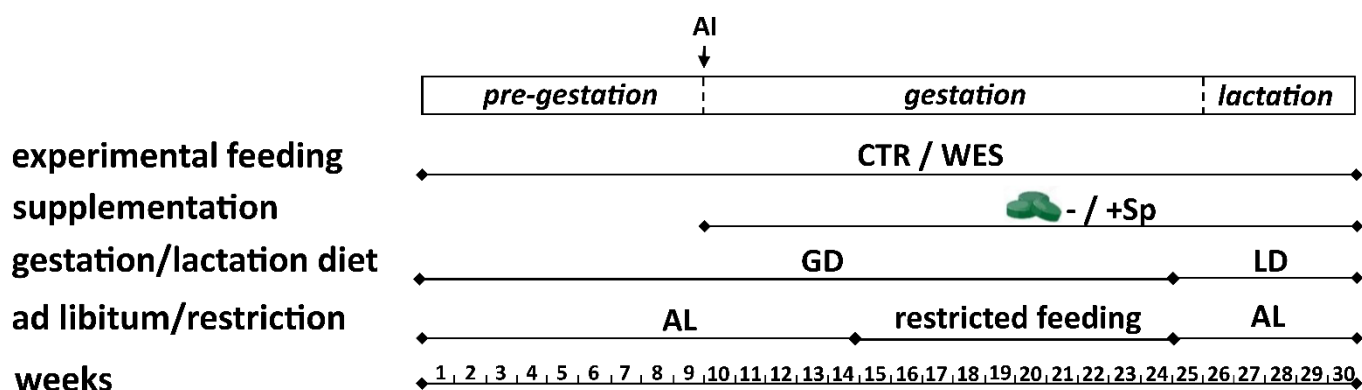 AI
pre-gestation gestation lactation
experimental feeding CTR / WES
supplementation - / +Sp
gestation/lactation diet GD LD
ad libitum/restriction AL restricted feeding AL
weeks 1 2 3 4 5 6 7 8 9 10 11 12 13 14 15 16 17 18 19 20 21 22 23 24 25 26 27 28 29 30